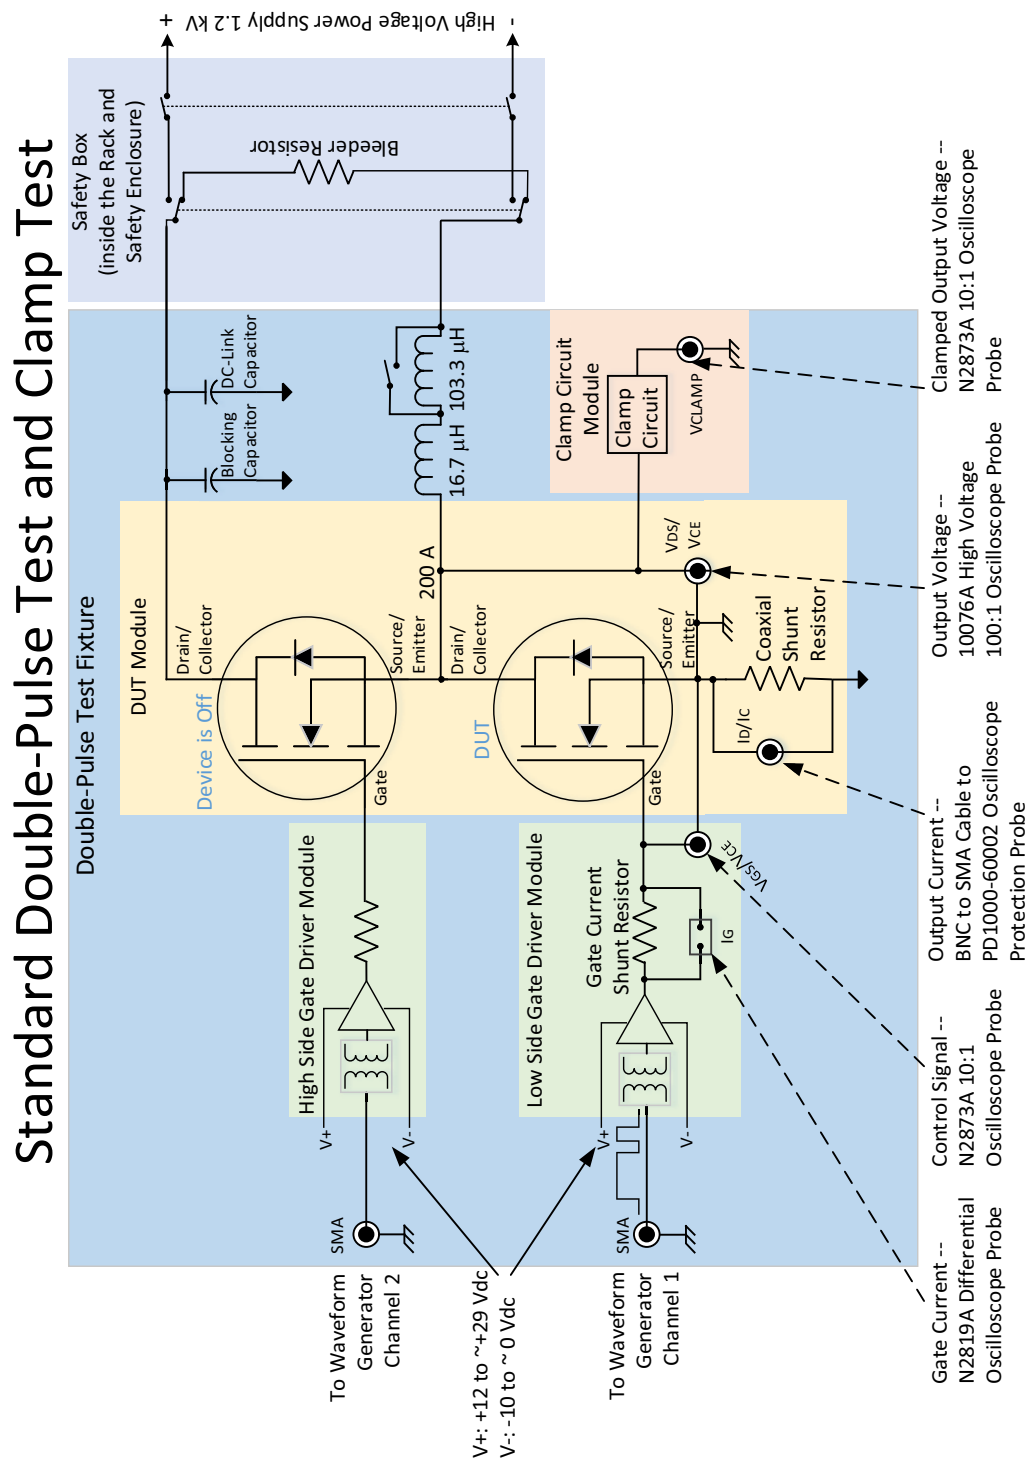 Standard Double-Pulse Test and Clamp Test
Double-Pulse Test Fixture
Safety Box
(inside the Rack and
Safety Enclosure)
+
High Voltage Power Supply 1.2 kV
-
Bleeder Resistor
DUT Module
Blocking
Capacitor
DC-Link
Capacitor
Device is Off
Drain/
Collector
Gate
Source/
Emitter
Drain/
Collector
200 A
16.7 µH
103.3 µH
DUT
Gate
Source/
Emitter
VDS/
VCE
Clamp Circuit
Module
Clamp
Circuit
VCLAMP
ID/IC
Coaxial
Shunt
Resistor
High Side Gate Driver Module
V+
V-
SMA
To Waveform
Generator
Channel 2
V+: +12 to ~+29 Vdc
V-: -10 to ~ 0 Vdc
Low Side Gate Driver Module
V+
V-
SMA
To Waveform
Generator
Channel 1
Gate Current
Shunt Resistor
IG
VGS/VCE
Gate Current --
N2819A Differential
Oscilloscope Probe
Control Signal --
N2873A 10:1
Oscilloscope Probe
Output Current --
BNC to SMA Cable to
PD1000-60002 Oscilloscope
Protection Probe
Output Voltage --
10076A High Voltage
100:1 Oscilloscope Probe
Clamped Output Voltage --
N2873A 10:1 Oscilloscope
Probe